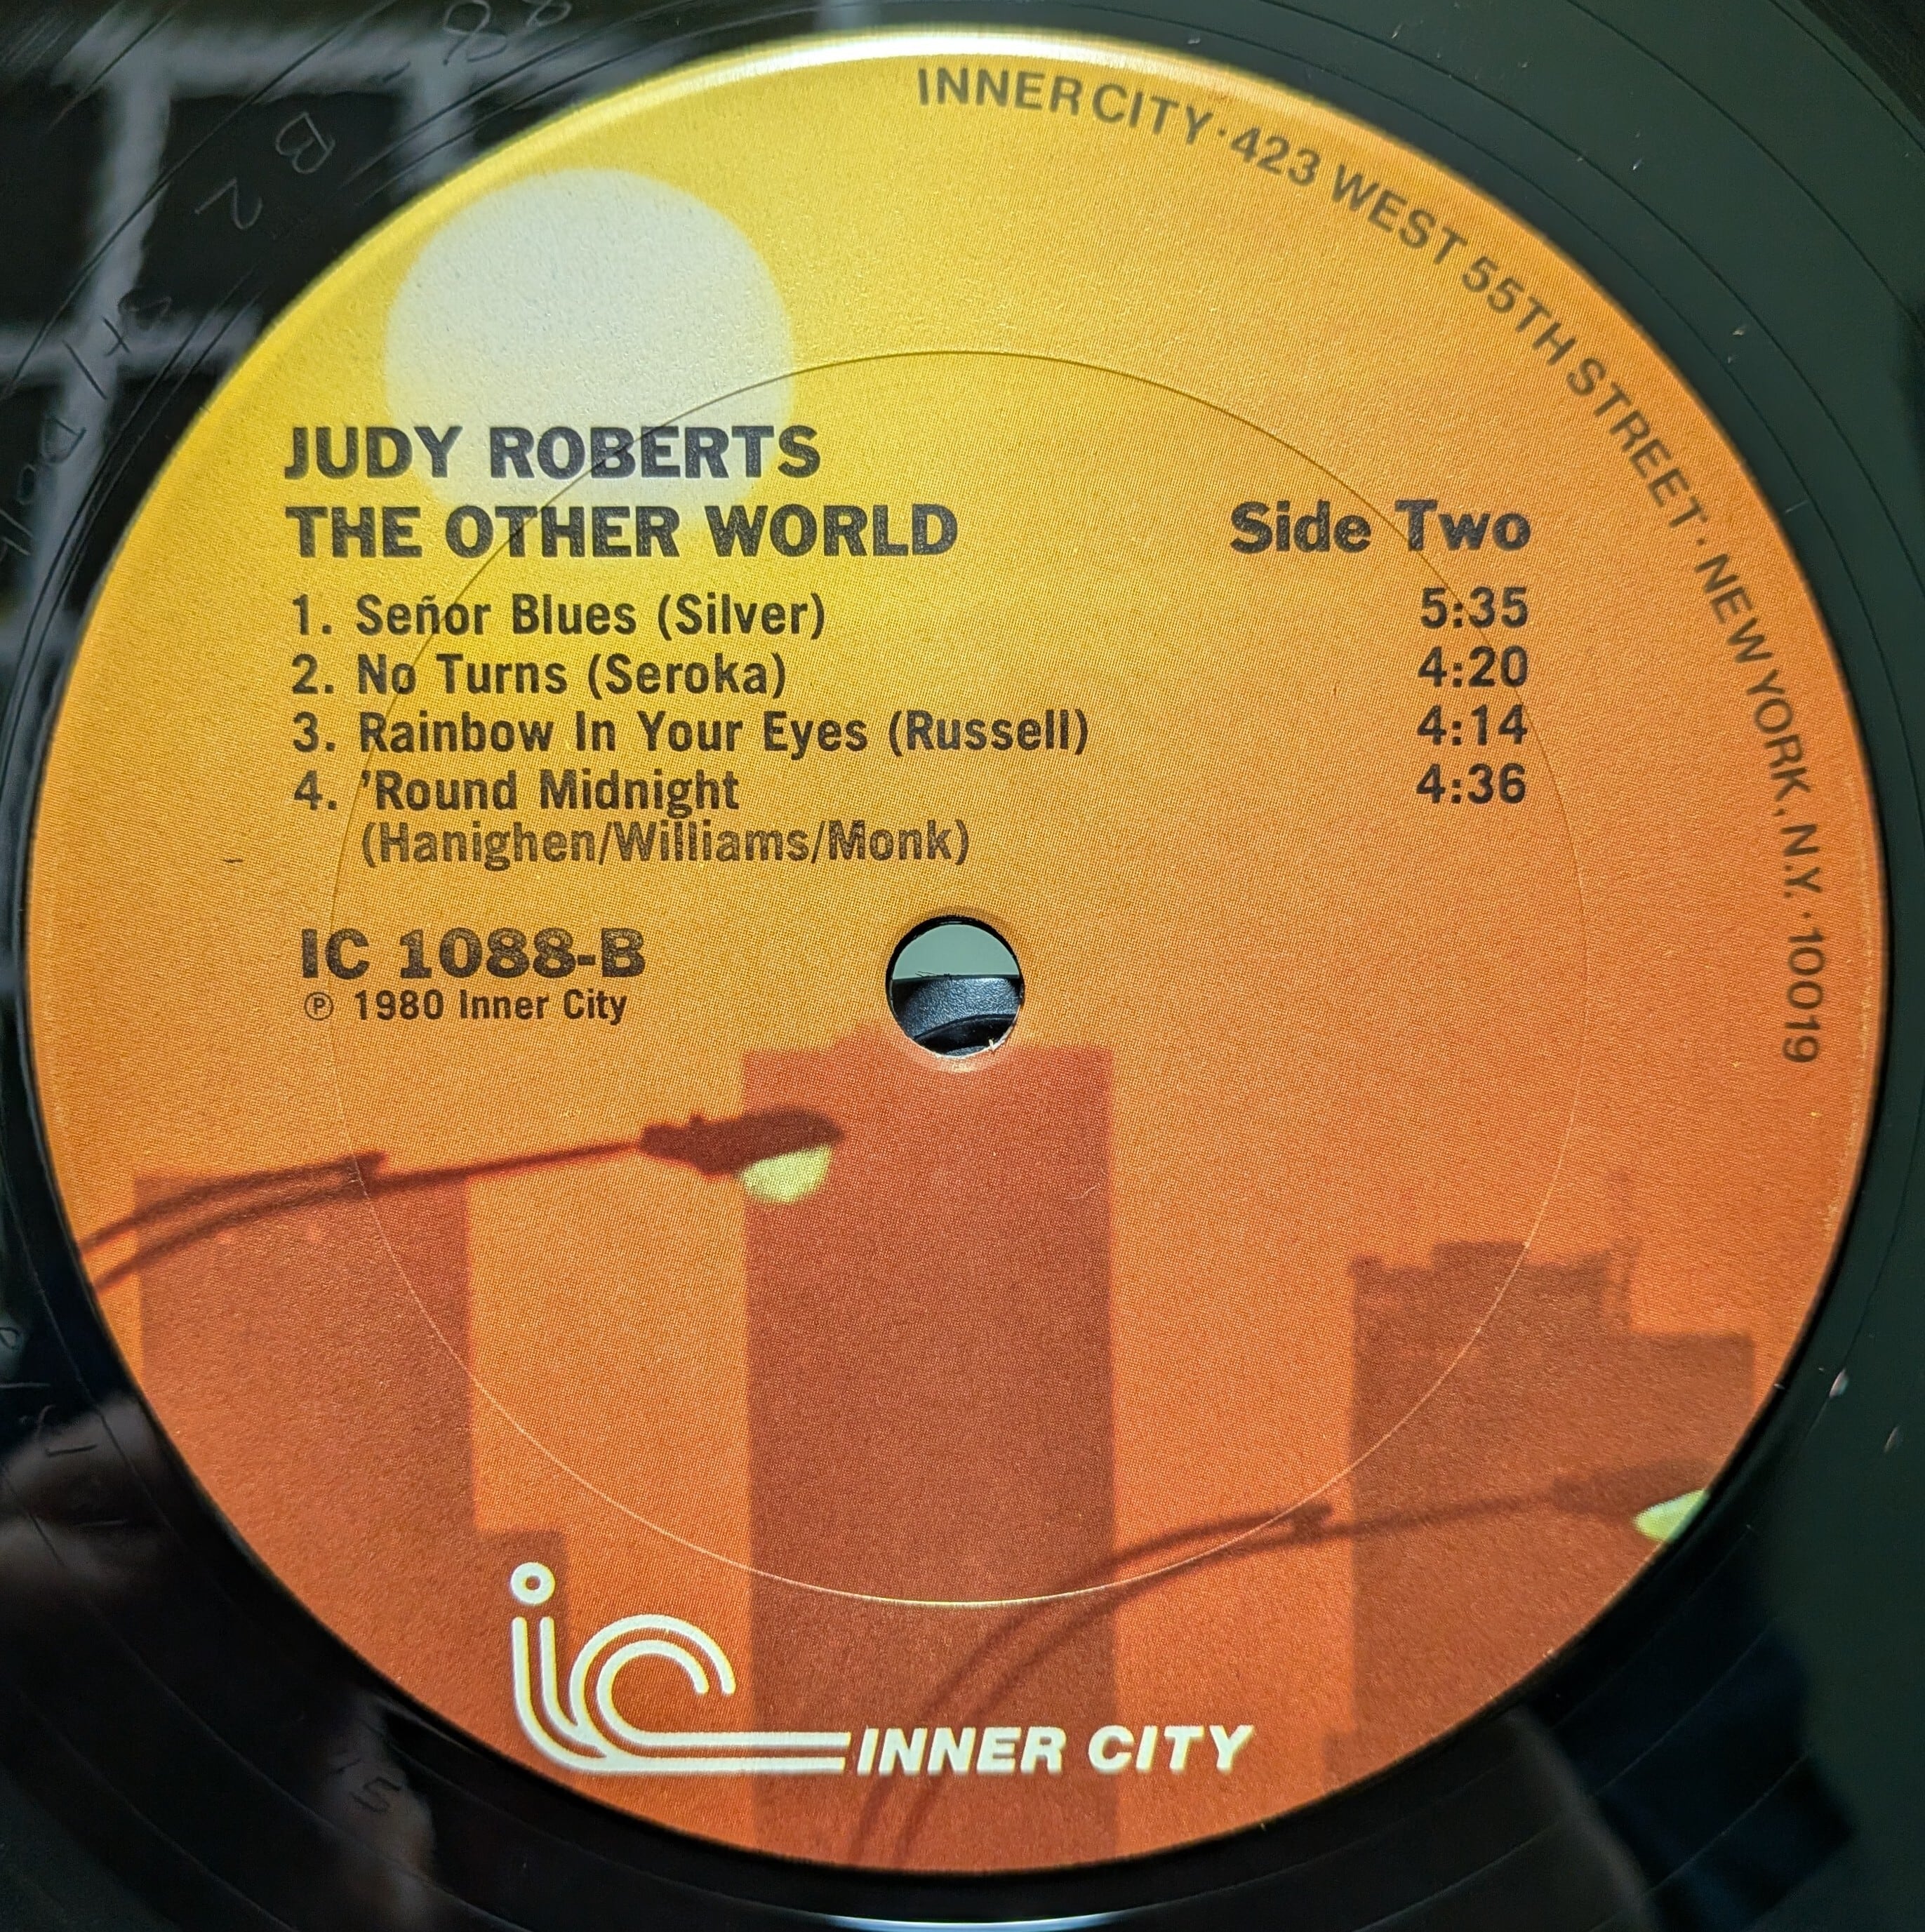 INNER CITY · 423 WEST 55TH STREET · NEW YORK, N.Y. · 10019
JUDY ROBERTS
THE OTHER WORLD
Side Two
1. Señor Blues (Silver) 5:35
2. No Turns (Seroka) 4:20
3. Rainbow In Your Eyes (Russell) 4:14
4. 'Round Midnight 4:36
(Hanighen/Williams/Monk)
IC 1088-B
℗ 1980 Inner City
ic INNER CITY